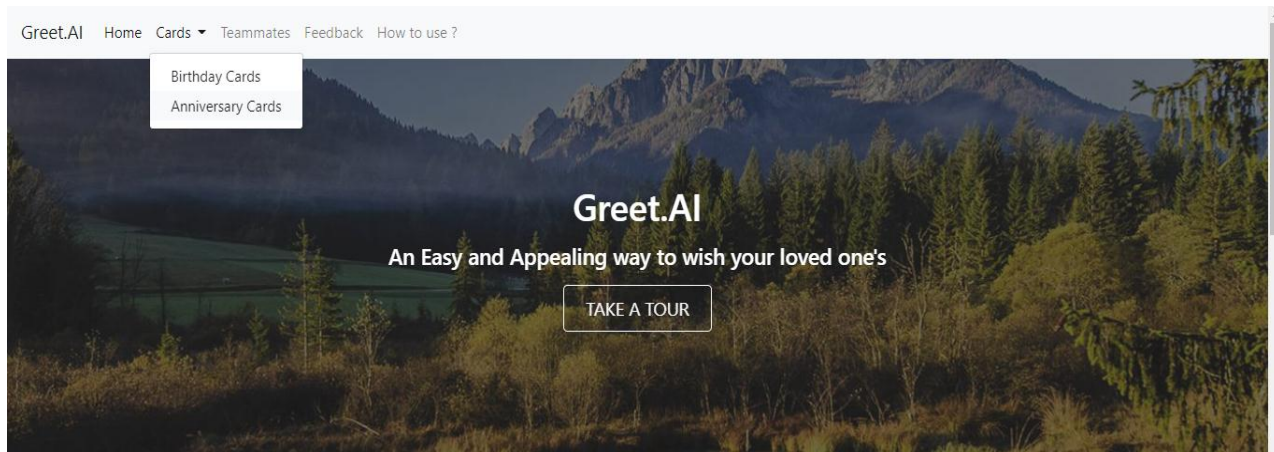 Greet.AI Home Cards Teammates Feedback How to use ?
Birthday Cards
Anniversary Cards
Greet.AI
An Easy and Appealing way to wish your loved one's
TAKE A TOUR